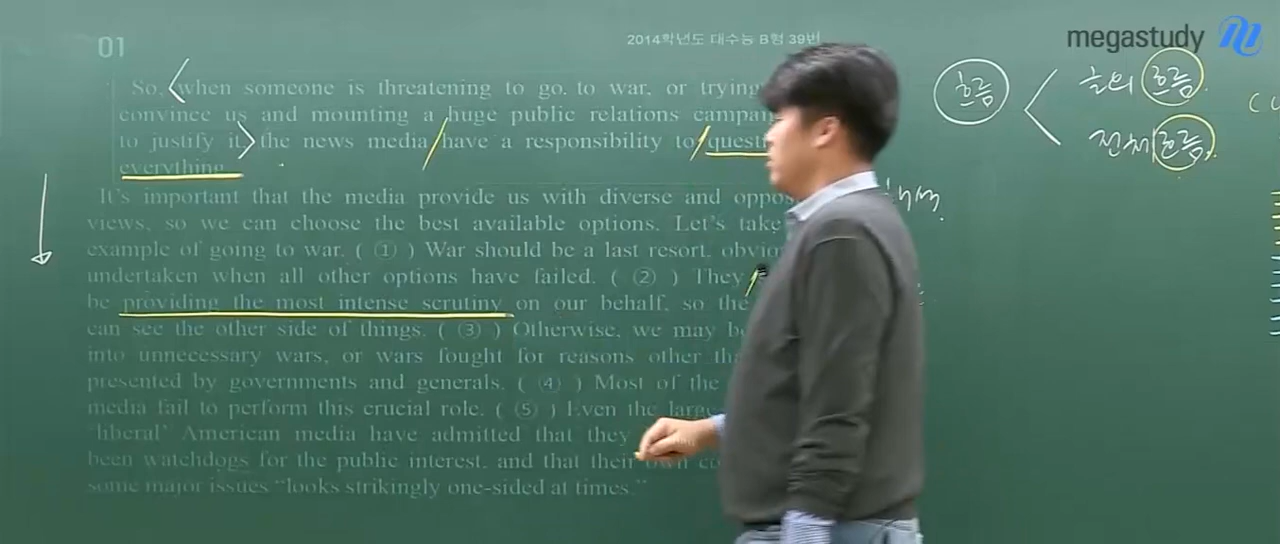 megastudy
01
2014학년도 대수능 B형 39번
So, when someone is threatening to go to war, or trying
convince us and mounting a huge public relations
to justify it, the news media have a responsibility to
everything.
It's important that the media provide us with diverse and
views, so we can choose the best available options. Let's take
example of going to war. ( ① ) War should be a last resort,
undertaken when all other options have failed. ( ② ) They
be providing the most intense scrutiny on our behalf, so the
can see the other side of things. ( ③ ) Otherwise, we may
into unnecessary wars, or wars fought for reasons other
presented by governments and generals. ( ④ ) Most of the
media fail to perform this crucial role. ( ⑤ ) Even the large,
"liberal" American media have admitted that they
been watchdogs for the public interest, and that their own
some major issues "looks strikingly one-sided at times."
흐름
글의 흐름
전체 흐름